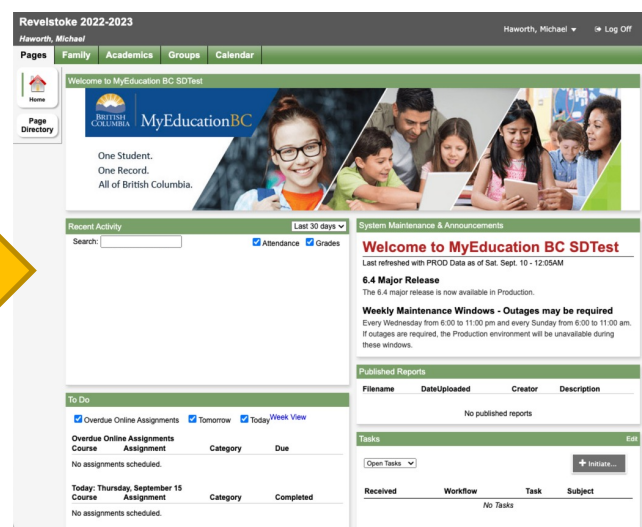 Revelstoke 2022-2023
Haworth, Michael
Haworth, Michael
Log Off
Pages Family Academics Groups Calendar
Home
Page
Directory
Welcome to MyEducation BC SDTest
BRITISH
COLUMBIA
MyEducationBC
One Student.
One Record.
All of British Columbia.
Recent Activity
Last 30 days
Search:
Attendance Grades
System Maintenance & Announcements
Welcome to MyEducation BC SDTest
Last refreshed with PROD Data as of Sat. Sept. 10 - 12:05AM
6.4 Major Release
The 6.4 major release is now available in Production.
Weekly Maintenance Windows - Outages may be required
Every Wednesday from 6:00 to 11:00 pm and every Sunday from 6:00 to 11:00 am.
If outages are required, the Production environment will be unavailable during
these windows.
Published Reports
Filename DateUploaded Creator Description
No published reports
To Do
Overdue Online Assignments Tomorrow Today Week View
Overdue Online Assignments
Course Assignment Category Due
No assignments scheduled.
Today: Thursday, September 15
Course Assignment Category Completed
No assignments scheduled.
Tasks
Edit
Open Tasks
+ Initiate...
Received Workflow Task Subject
No Tasks